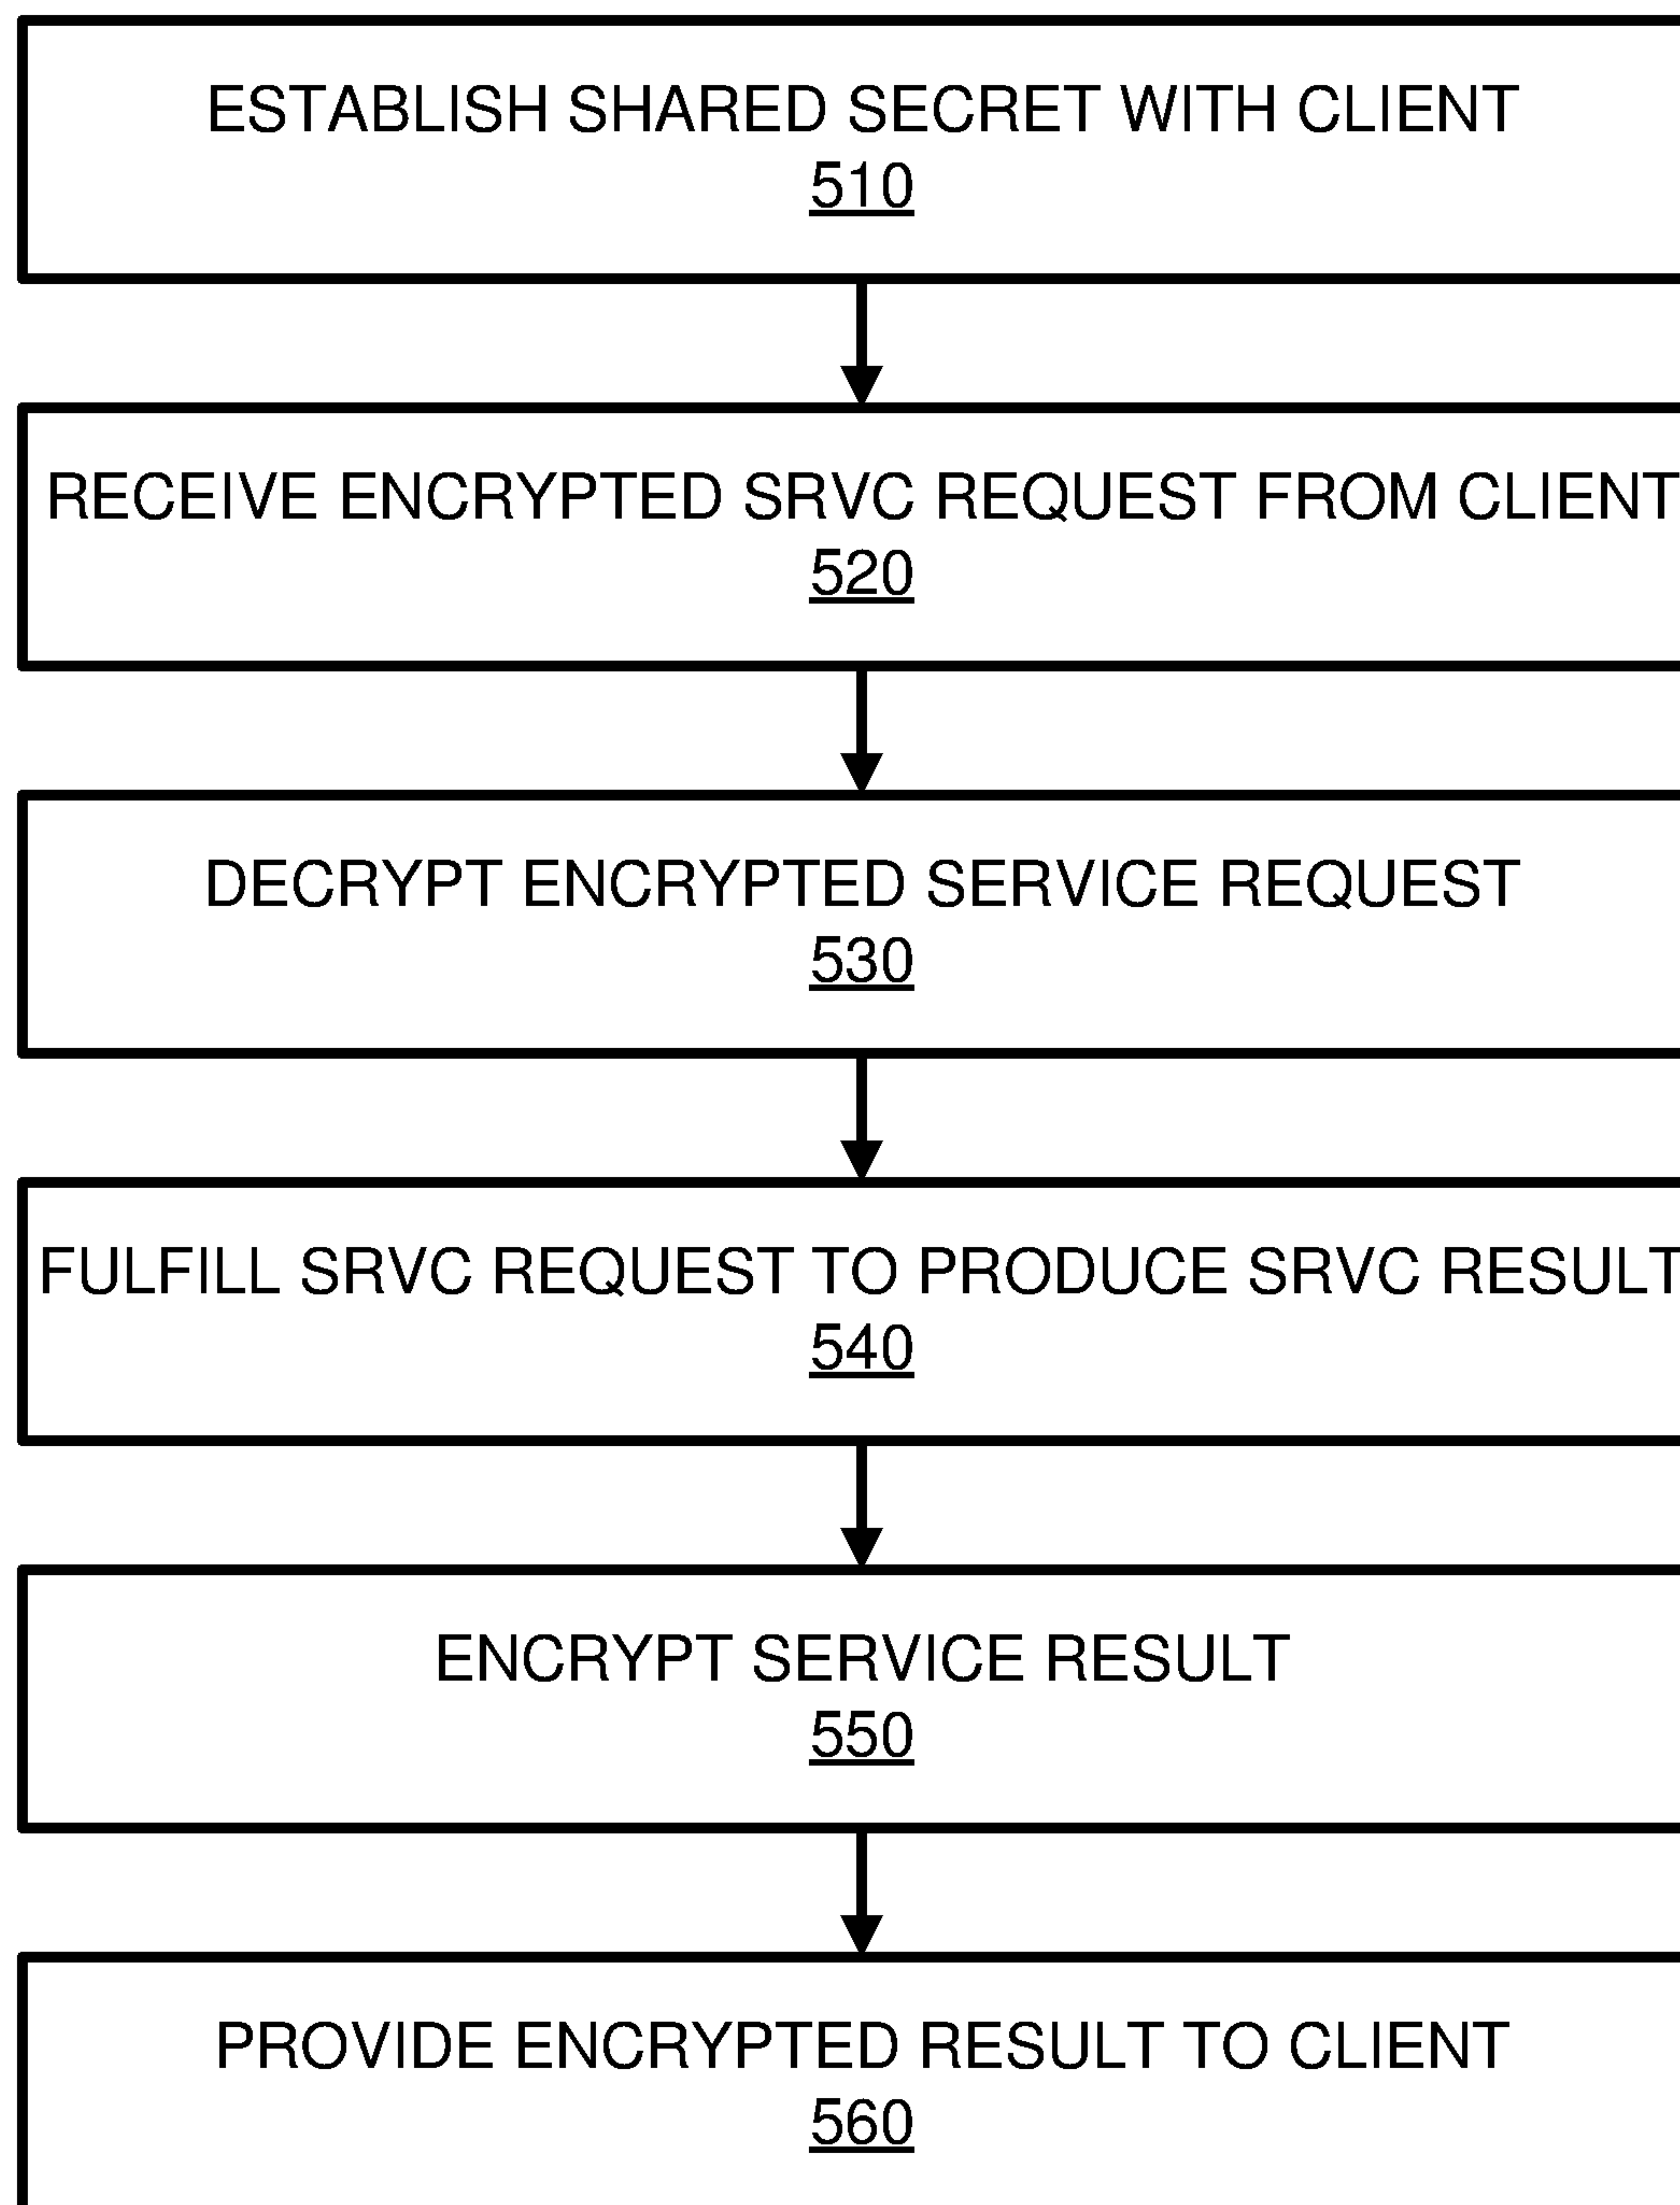 ESTABLISH SHARED SECRET WITH CLIENT
510
RECEIVE ENCRYPTED SRVC REQUEST FROM CLIENT
520
DECRYPT ENCRYPTED SERVICE REQUEST
530
FULFILL SRVC REQUEST TO PRODUCE SRVC RESULT
540
ENCRYPT SERVICE RESULT
550
PROVIDE ENCRYPTED RESULT TO CLIENT
560